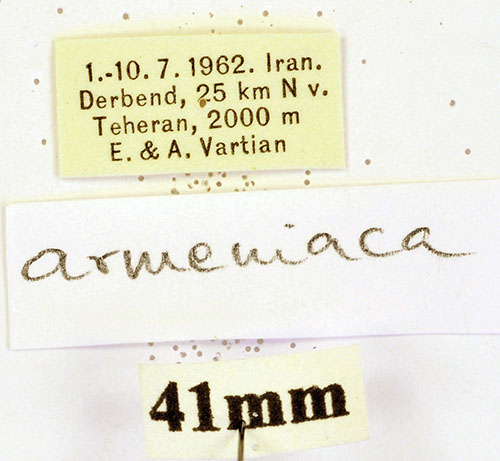 1.-10. 7. 1962. Iran.
Derbend, 25 km N v.
Teheran, 2000 m
E. & A. Vartian
armeniaca
41mm